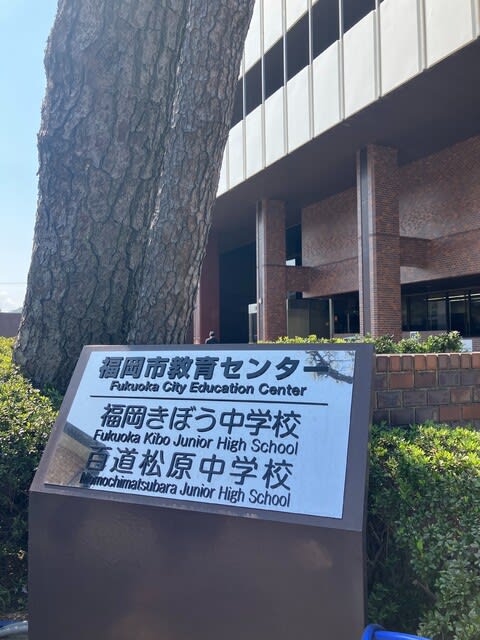 福岡市教育センター
Fukuoka City Education Center
福岡きぼう中学校
Fukuoka Kibo Junior High School
百道松原中学校
Momochimatsubara Junior High School